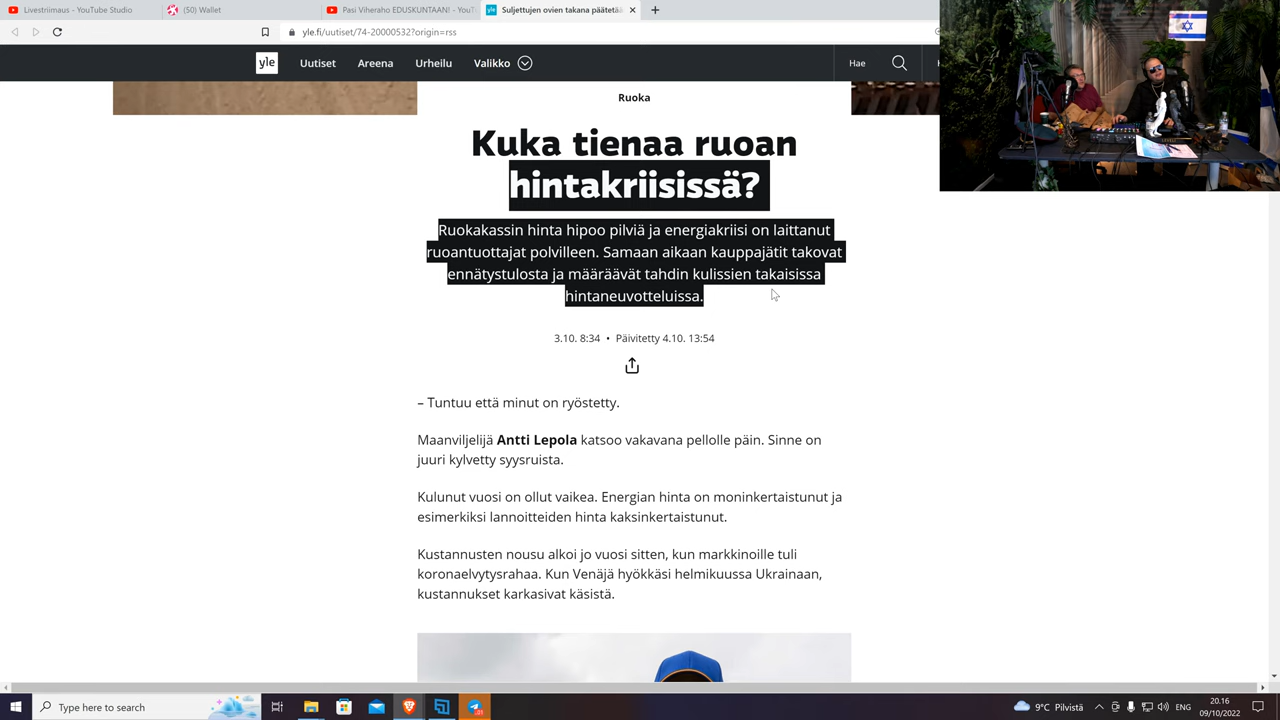 Livestriimaus - YouTube Studio
(50) Wallet
Pasi Viheraho EDUSKUNTAAN! - YouT
Suljettujen ovien takana päätetää
yle.fi/uutiset/74-20000532?origin=rss
yle
Uutiset
Areena
Urheilu
Valikko
Hae
Ruoka
Kuka tienaa ruoan
hintakriisissä?
Ruokakassin hinta hipoo pilviä ja energiakriisi on laittanut
ruoantuottajat polvilleen. Samaan aikaan kauppajätit takovat
ennätystulosta ja määräävät tahdin kulissien takaisissa
hintaneuvotteluissa.
3.10. 8:34 • Päivitetty 4.10. 13:54
– Tuntuu että minut on ryöstetty.
Maanviljelijä Antti Lepola katsoo vakavana pellolle päin. Sinne on
juuri kylvetty syysruista.
Kulunut vuosi on ollut vaikea. Energian hinta on moninkertaistunut ja
esimerkiksi lannoitteiden hinta kaksinkertaistunut.
Kustannusten nousu alkoi jo vuosi sitten, kun markkinoille tuli
koronaelvytysrahaa. Kun Venäjä hyökkäsi helmikuussa Ukrainaan,
kustannukset karkasivat käsistä.
Type here to search
9°C Pilvistä
ENG
20.16
09/10/2022